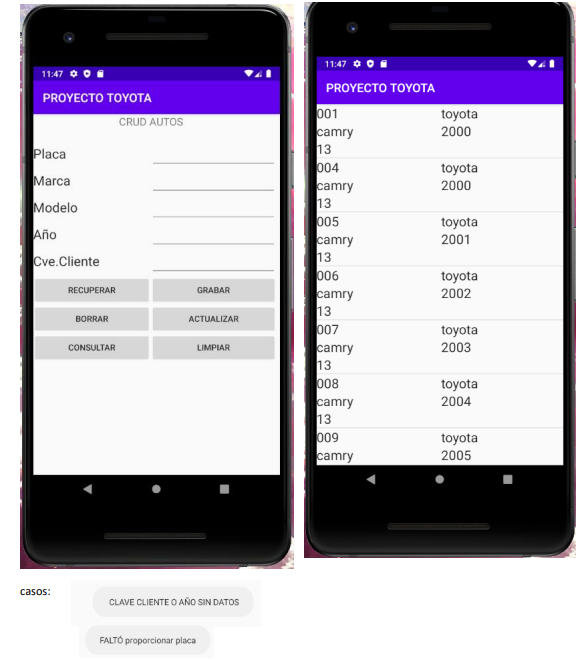 11:47
PROYECTO TOYOTA
CRUD AUTOS
Placa
Marca
Modelo
Año
Cve.Cliente
RECUPERAR GRABAR
BORRAR ACTUALIZAR
CONSULTAR LIMPIAR
11:47
PROYECTO TOYOTA
001 toyota
camry 2000
13
004 toyota
camry 2000
13
005 toyota
camry 2001
13
006 toyota
camry 2002
13
007 toyota
camry 2003
13
008 toyota
camry 2004
13
009 toyota
camry 2005
casos:
CLAVE CLIENTE O AÑO SIN DATOS
FALTÓ proporcionar placa